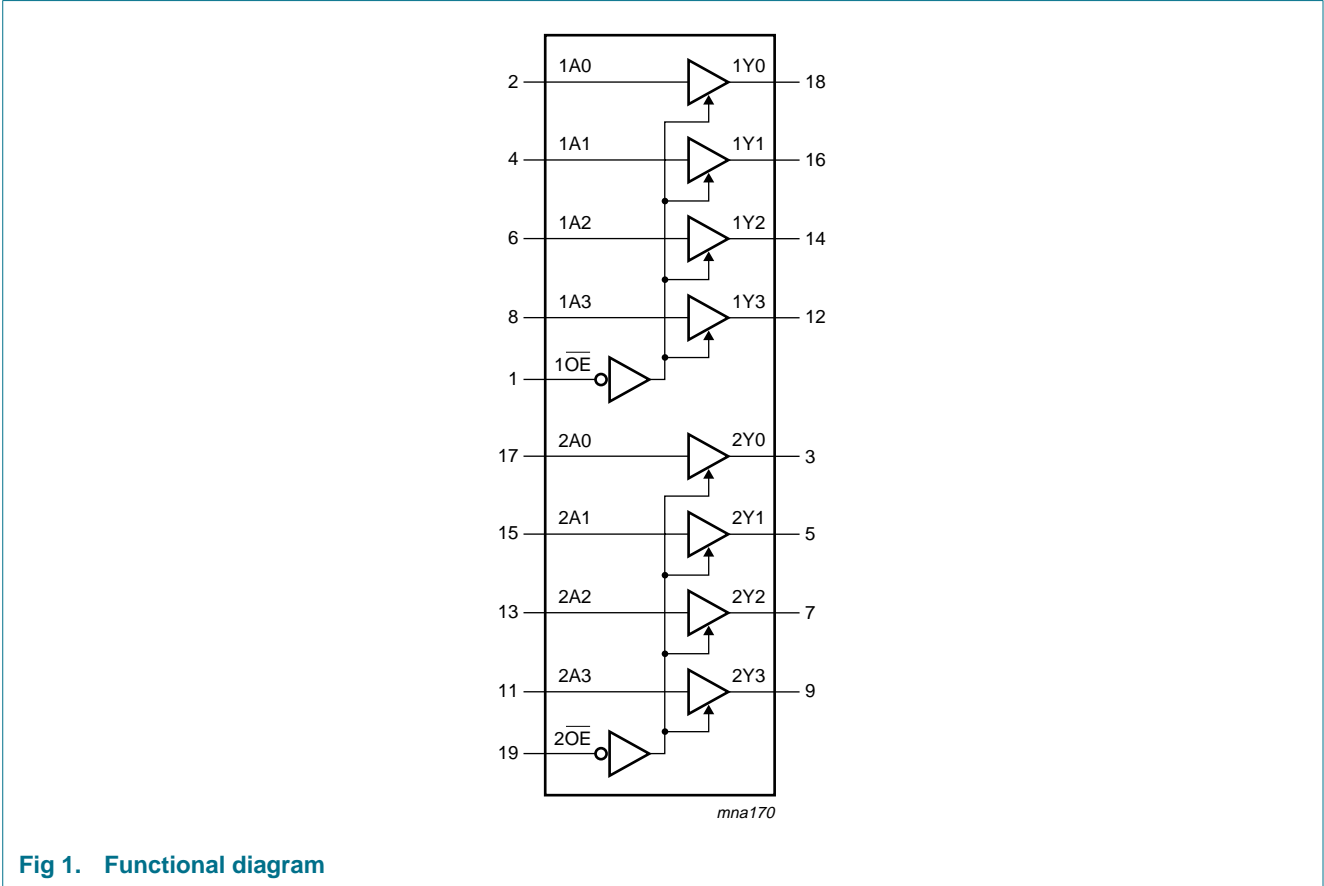 2 1A0 1Y0 18
4 1A1 1Y1 16
6 1A2 1Y2 14
8 1A3 1Y3 12
1 1O̅E̅
17 2A0 2Y0 3
15 2A1 2Y1 5
13 2A2 2Y2 7
11 2A3 2Y3 9
19 2O̅E̅
mna170
Fig 1. Functional diagram